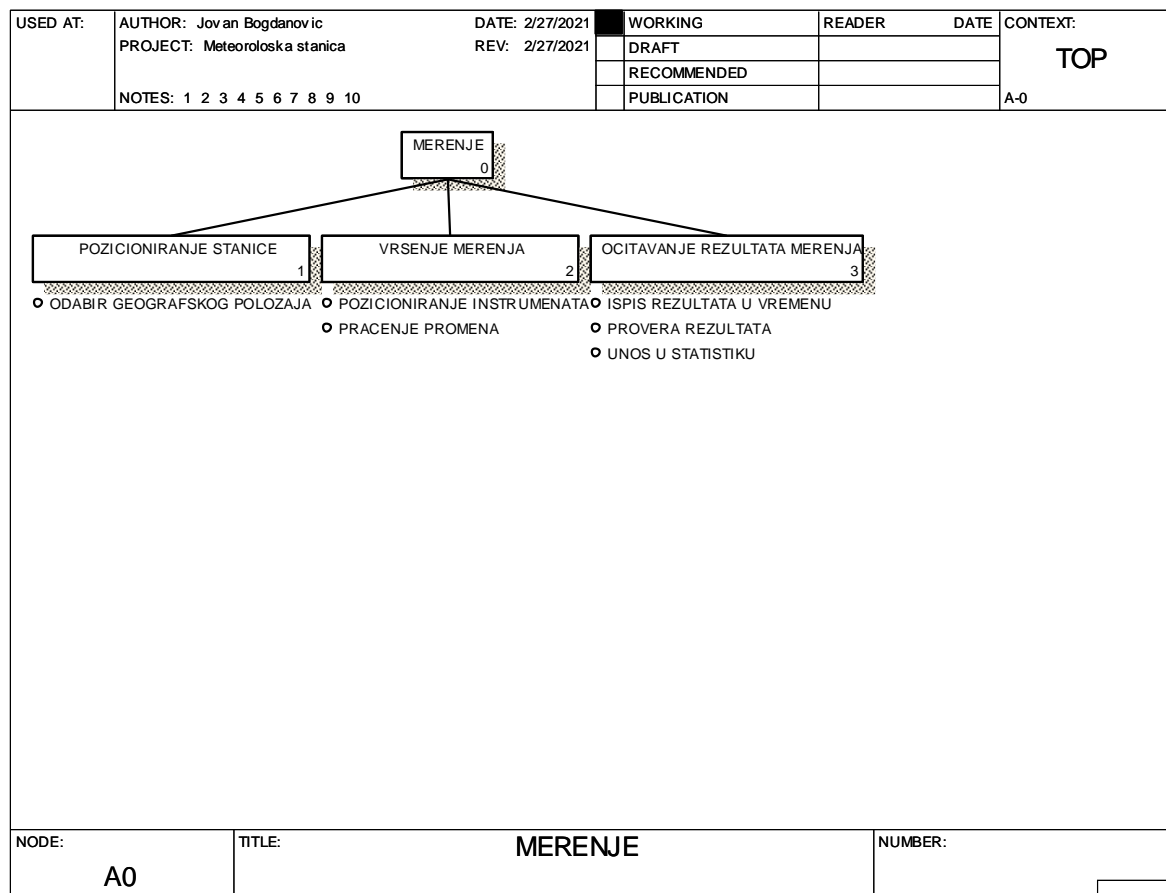 USED AT:
AUTHOR: Jovan Bogdanovic
DATE: 2/27/2021
WORKING
READER
DATE
CONTEXT:
PROJECT: Meteoroloska stanica
REV: 2/27/2021
DRAFT
TOP
RECOMMENDED
NOTES: 1 2 3 4 5 6 7 8 9 10
PUBLICATION
A-0
MERENJE
0
POZICIONIRANJE STANICE
1
VRSENJE MERENJA
2
OCITAVANJE REZULTATA MERENJA
3
ODABIR GEOGRAFSKOG POLOZAJA
POZICIONIRANJE INSTRUMENATA
PRACENJE PROMENA
ISPIS REZULTATA U VREMENU
PROVERA REZULTATA
UNOS U STATISTIKU
NODE:
A0
TITLE:
MERENJE
NUMBER: